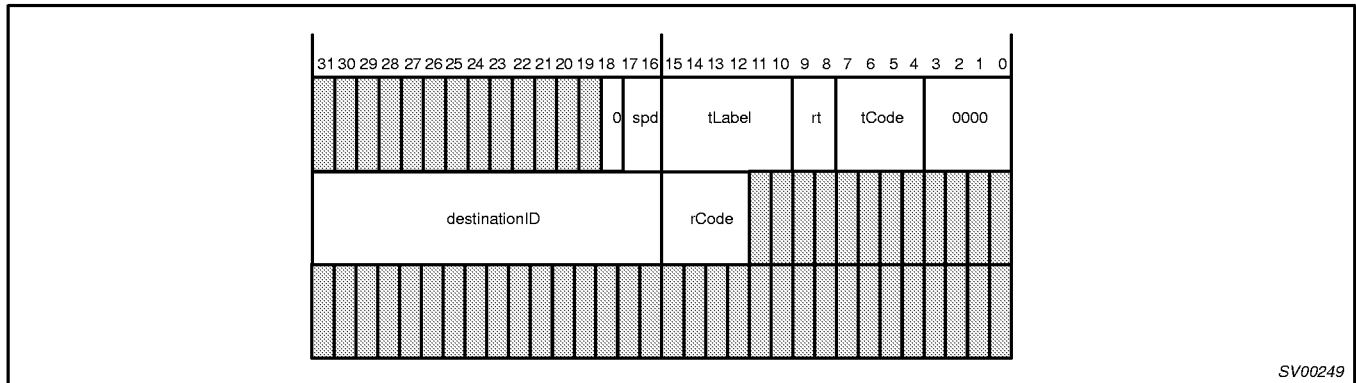 31 30 29 28 27 26 25 24 23 22 21 20 19 18 17 16 15 14 13 12 11 10 9 8 7 6 5 4 3 2 1 0
0 spd tLabel rt tCode 0000
destinationID rCode
SV00249